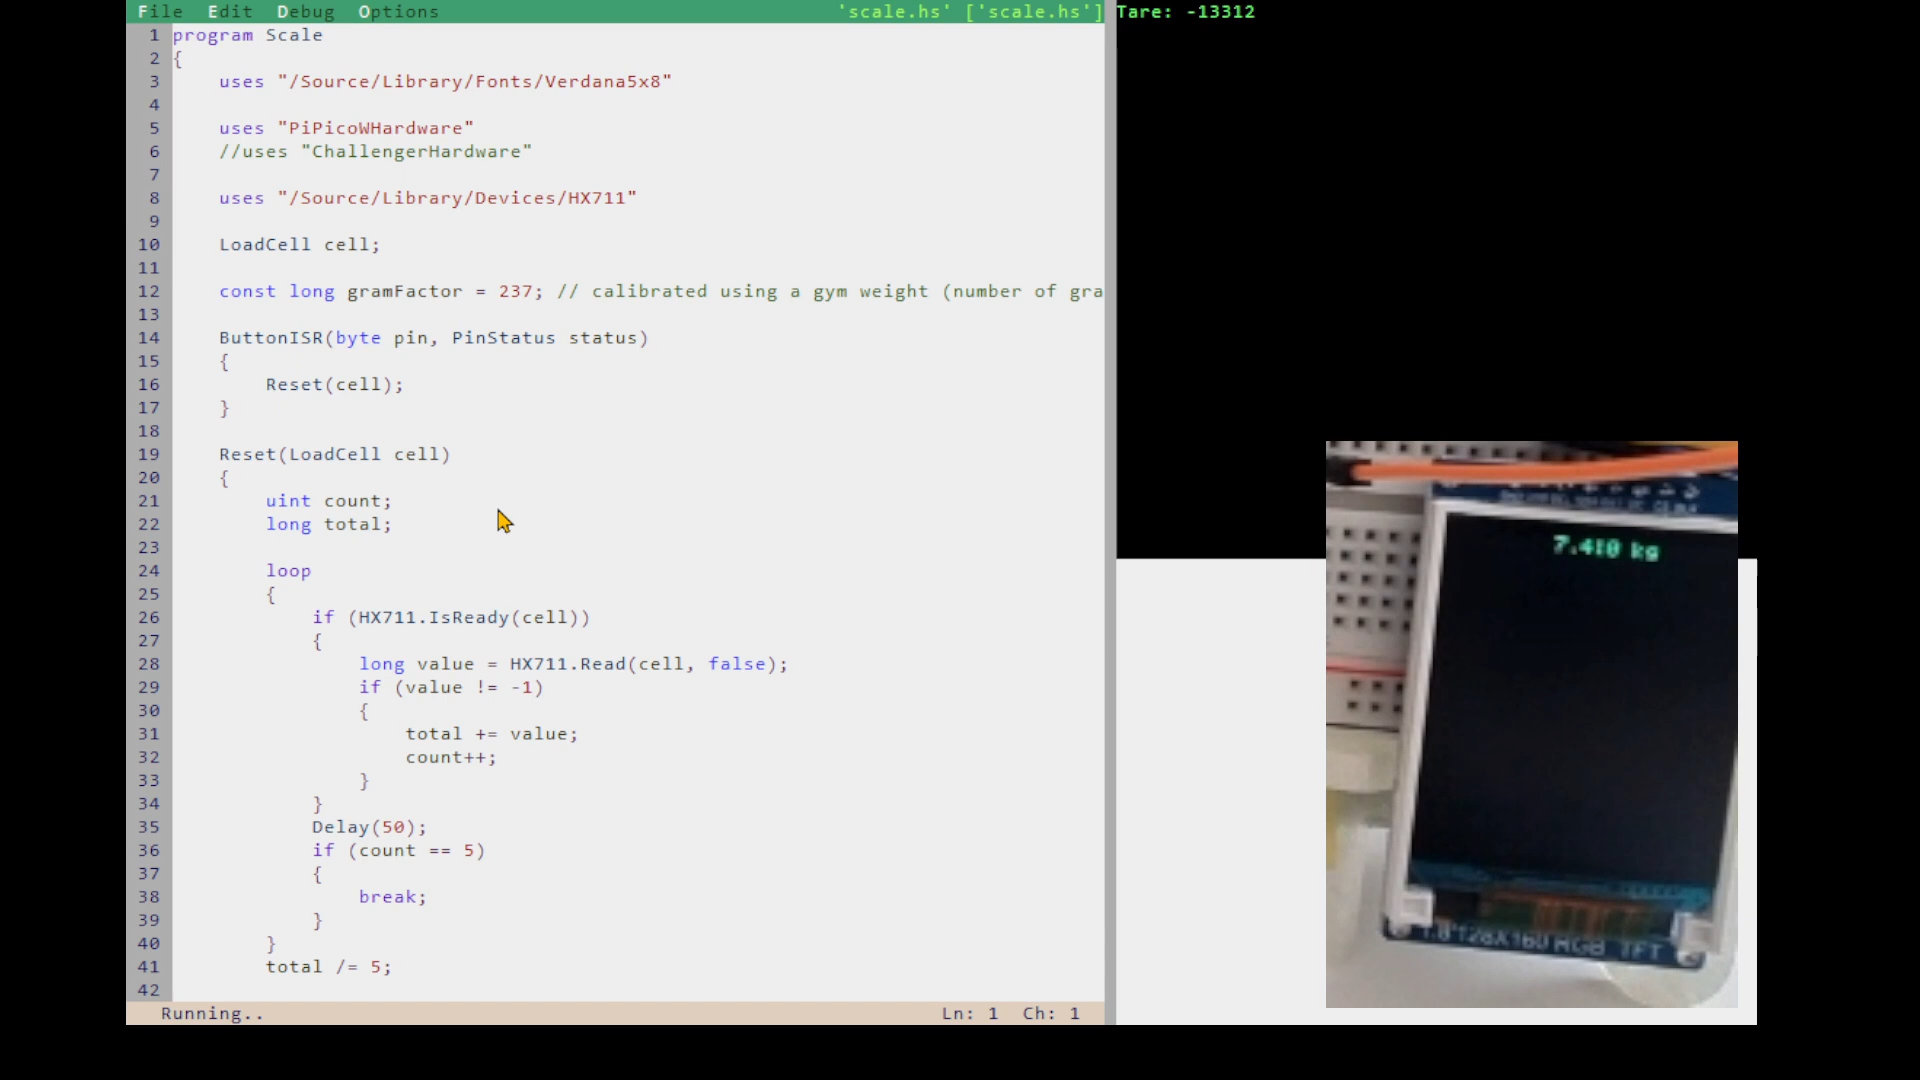 File Edit Debug Options 'scale.hs' ['scale.hs']
1 program Scale
2 {
3 uses "/Source/Library/Fonts/Verdana5x8"
4
5 uses "PiPicoWHardware"
6 //uses "ChallengerHardware"
7
8 uses "/Source/Library/Devices/HX711"
9
10 LoadCell cell;
11
12 const long gramFactor = 237; // calibrated using a gym weight (number of gra
13
14 ButtonISR(byte pin, PinStatus status)
15 {
16 Reset(cell);
17 }
18
19 Reset(LoadCell cell)
20 {
21 uint count;
22 long total;
23
24 loop
25 {
26 if (HX711.IsReady(cell))
27 {
28 long value = HX711.Read(cell, false);
29 if (value != -1)
30 {
31 total += value;
32 count++;
33 }
34 }
35 Delay(50);
36 if (count == 5)
37 {
38 break;
39 }
40 }
41 total /= 5;
42
Running.. Ln: 1 Ch: 1
Tare: -13312
7.410 kg
1.8 128X160 RGB TFT